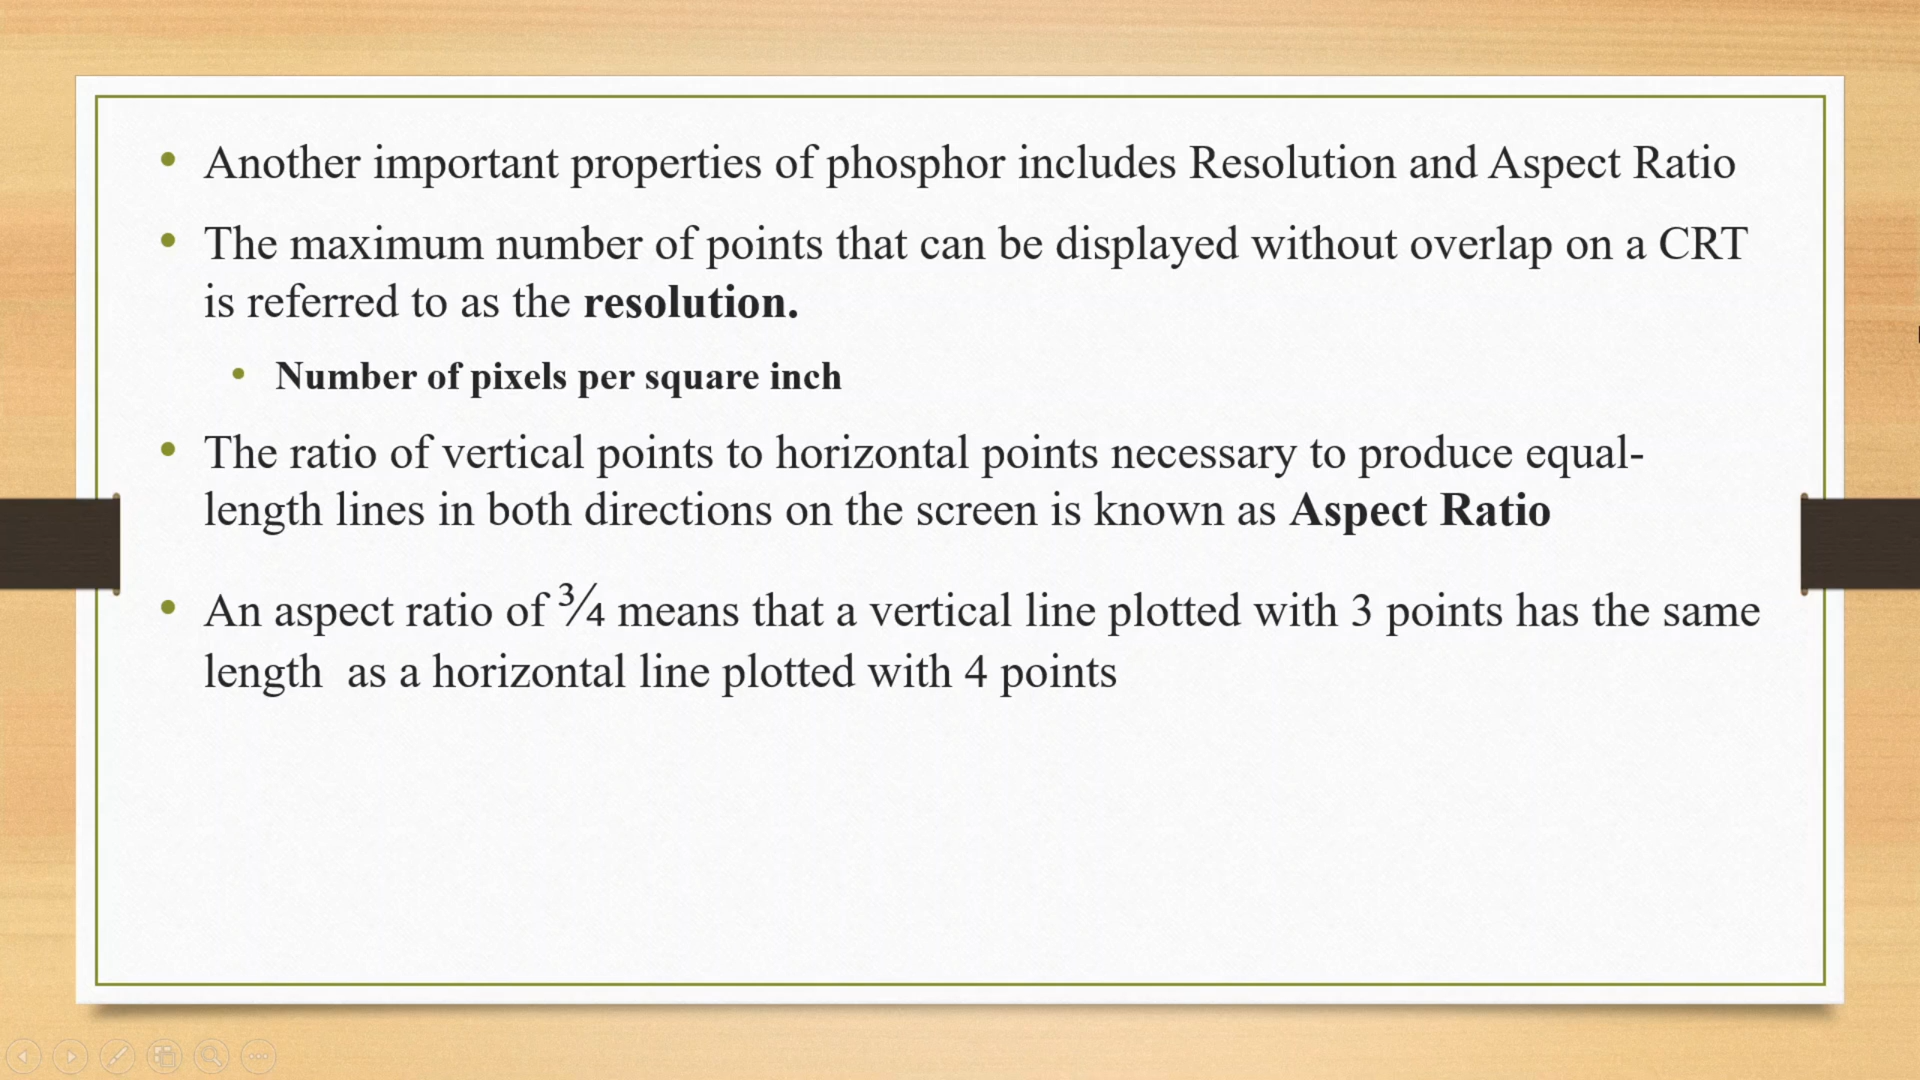 • Another important properties of phosphor includes Resolution and Aspect Ratio
• The maximum number of points that can be displayed without overlap on a CRT
is referred to as the resolution.
• Number of pixels per square inch
• The ratio of vertical points to horizontal points necessary to produce equal-
length lines in both directions on the screen is known as Aspect Ratio
• An aspect ratio of ¾ means that a vertical line plotted with 3 points has the same
length  as a horizontal line plotted with 4 points